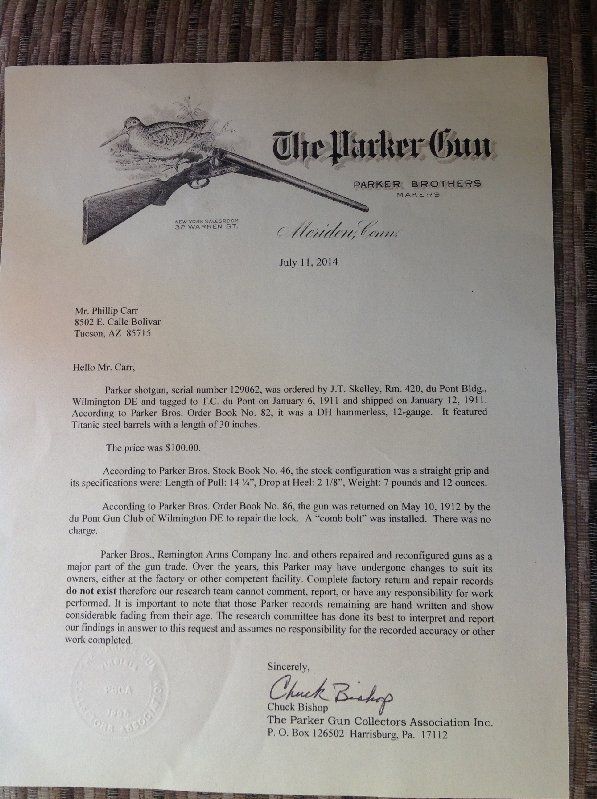 The Parker Gun
PARKER BROTHERS
MAKERS
NEW YORK SALESROOM
32 WARREN ST.
Meriden, Conn.
July 11, 2014
Mr. Phillip Carr
8502 E. Calle Bolivar
Tucson, AZ 85715
Hello Mr. Carr,
Parker shotgun, serial number 129062, was ordered by J.T. Skelley, Rm. 420, du Pont Bldg.,
Wilmington DE and tagged to T.C. du Pont on January 6, 1911 and shipped on January 12, 1911.
According to Parker Bros. Order Book No. 82, it was a DH hammerless, 12-gauge. It featured
Titanic steel barrels with a length of 30 inches.
The price was $100.00.
According to Parker Bros. Stock Book No. 46, the stock configuration was a straight grip and
its specifications were: Length of Pull: 14 ¼”, Drop at Heel: 2 1/8”, Weight: 7 pounds and 12 ounces.
According to Parker Bros. Order Book No. 86, the gun was returned on May 10, 1912 by the
du Pont Gun Club of Wilmington DE to repair the lock. A “comb bolt” was installed. There was no
charge.
Parker Bros., Remington Arms Company Inc. and others repaired and reconfigured guns as a
major part of the gun trade. Over the years, this Parker may have undergone changes to suit its
owners, either at the factory or other competent facility. Complete factory return and repair records
do not exist therefore our research team cannot comment, report, or have any responsibility for work
performed. It is important to note that those Parker records remaining are hand written and show
considerable fading from their age. The research committee has done its best to interpret and report
our findings in answer to this request and assumes no responsibility for the recorded accuracy or other
work completed.
Sincerely,
Chuck Bishop
Chuck Bishop
The Parker Gun Collectors Association Inc.
P. O. Box 126502 Harrisburg, Pa. 17112
PGCA